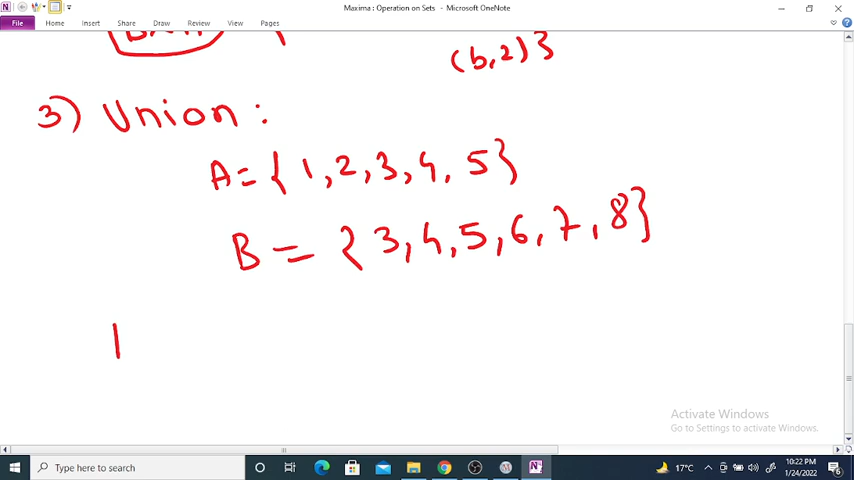 Maxima : Operation on Sets - Microsoft OneNote
File Home Insert Share Draw Review View Pages
(b,2)}
3) Union :
A= {1,2,3,4,5}
B = {3,4,5,6,7,8}
Activate Windows
Go to Settings to activate Windows.
Type here to search
17°C
10:22 PM
1/24/2022
6